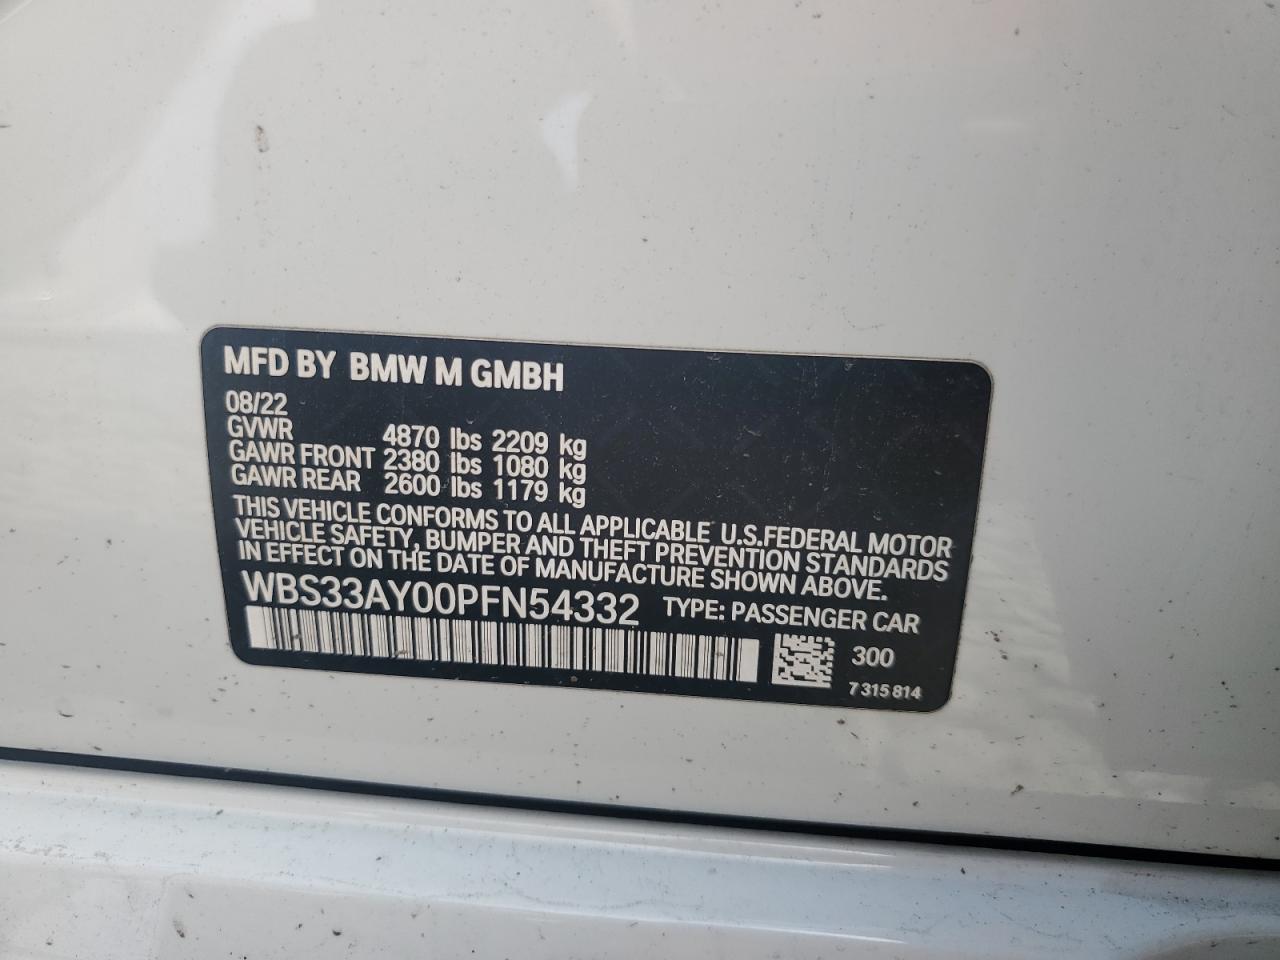 MFD BY BMW M GMBH
08/22
GVWR 4870 lbs 2209 kg
GAWR FRONT 2380 lbs 1080 kg
GAWR REAR 2600 lbs 1179 kg
THIS VEHICLE CONFORMS TO ALL APPLICABLE U.S.FEDERAL MOTOR
VEHICLE SAFETY, BUMPER AND THEFT PREVENTION STANDARDS
IN EFFECT ON THE DATE OF MANUFACTURE SHOWN ABOVE.
WBS33AY00PFN54332 TYPE: PASSENGER CAR
300
7 315 814